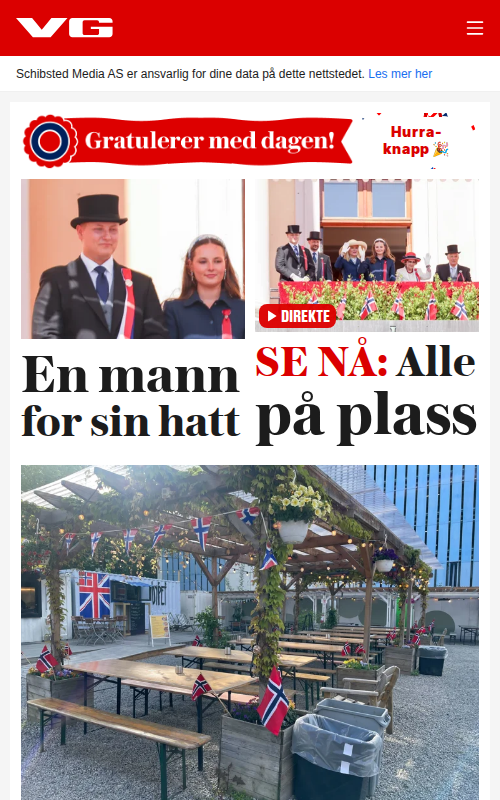 VG
Schibsted Media AS er ansvarlig for dine data på dette nettstedet. Les mer her
Gratulerer med dagen!
Hurra-
knapp 🎉
DIREKTE
En mann
for sin hatt
SE NÅ: Alle
på plass